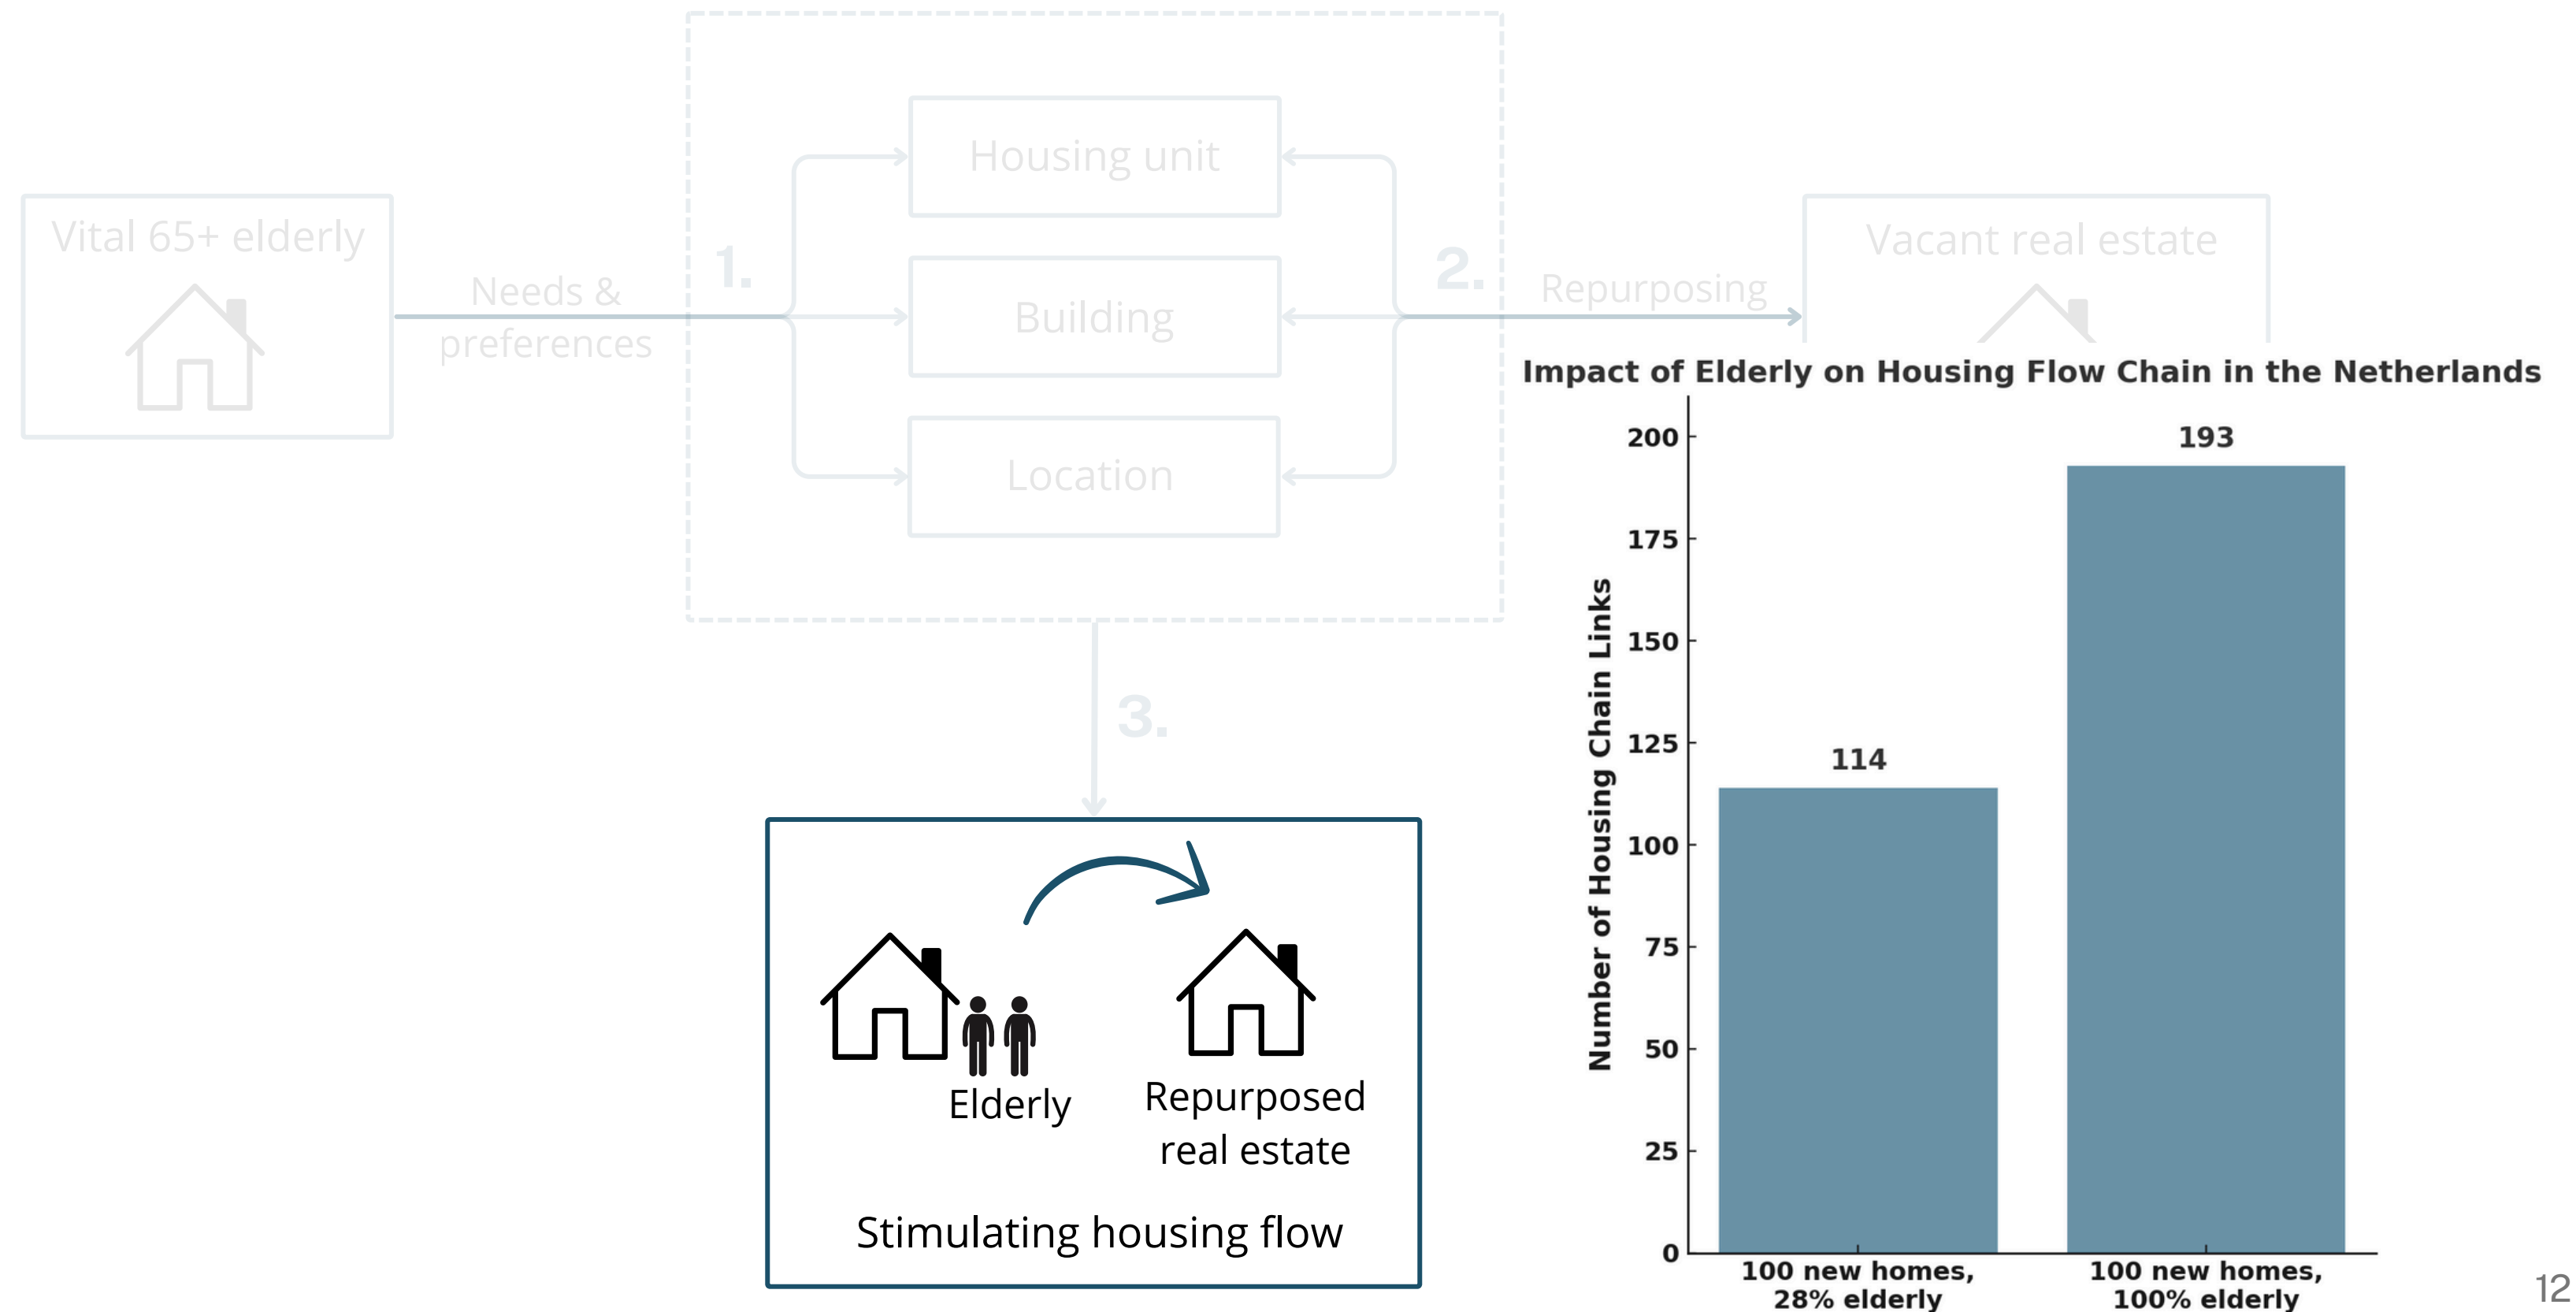 Vital 65+ elderly
Needs &
preferences
1.
Housing unit
Building
Location
2.
Repurposing
Vacant real estate
3.
Elderly
Repurposed
real estate
Stimulating housing flow
Impact of Elderly on Housing Flow Chain in the Netherlands
Number of Housing Chain Links
200
175
150
125
100
75
50
25
0
114
193
100 new homes,
28% elderly
100 new homes,
100% elderly
12